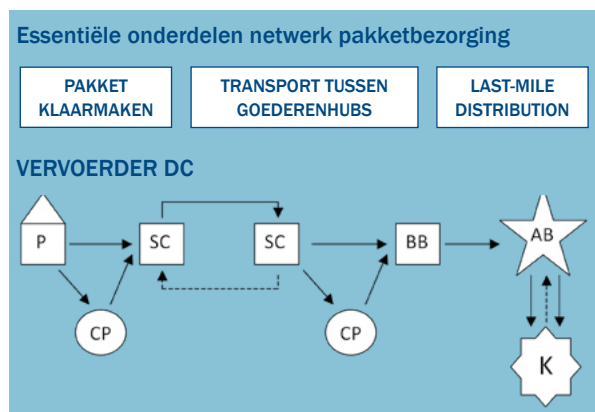 Essentiële onderdelen netwerk pakketbezorging
PAKKET
KLAARMAKEN
TRANSPORT TUSSEN
GOEDERENHUBS
LAST-MILE
DISTRIBUTION
VERVOERDER DC
P
SC
SC
BB
AB
CP
CP
K